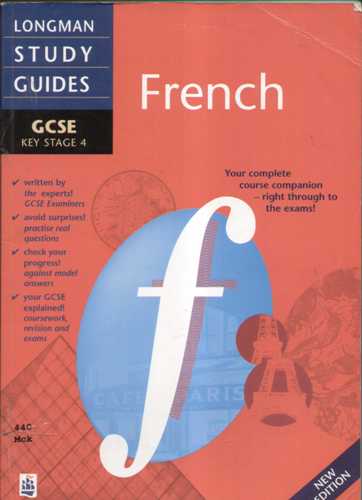 LONGMAN
STUDY
GUIDES
GCSE
KEY STAGE 4
French
Your complete
course companion
– right through to
the exams!
✔ written by
the experts!
GCSE Examiners
✔ avoid surprises!
practise real
questions
✔ check your
progress!
against model
answers
✔ your GCSE
explained!
coursework,
revision and
exams
f
CAFÉ PARIS
44C
Mck
NEW
EDITION